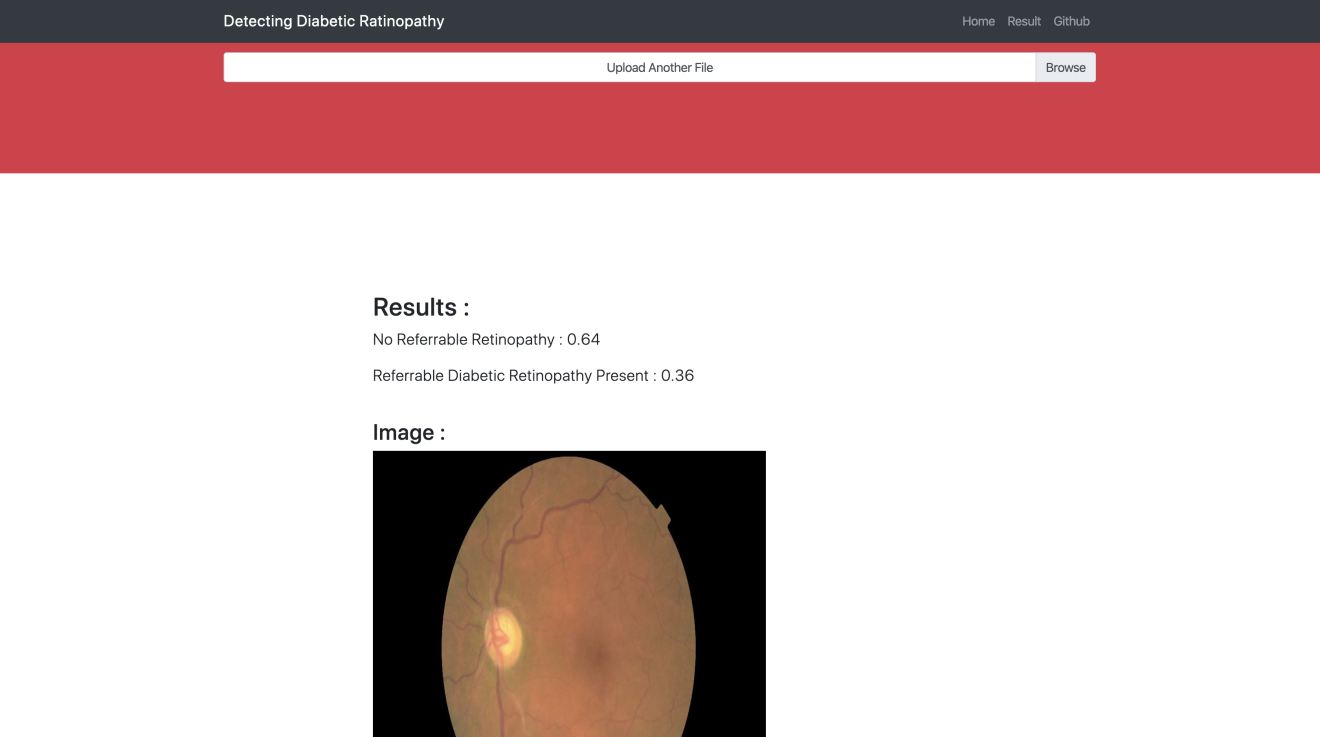 Detecting Diabetic Ratinopathy
Home Result Github
Upload Another File Browse
Results :
No Referrable Retinopathy : 0.64
Referrable Diabetic Retinopathy Present : 0.36
Image :